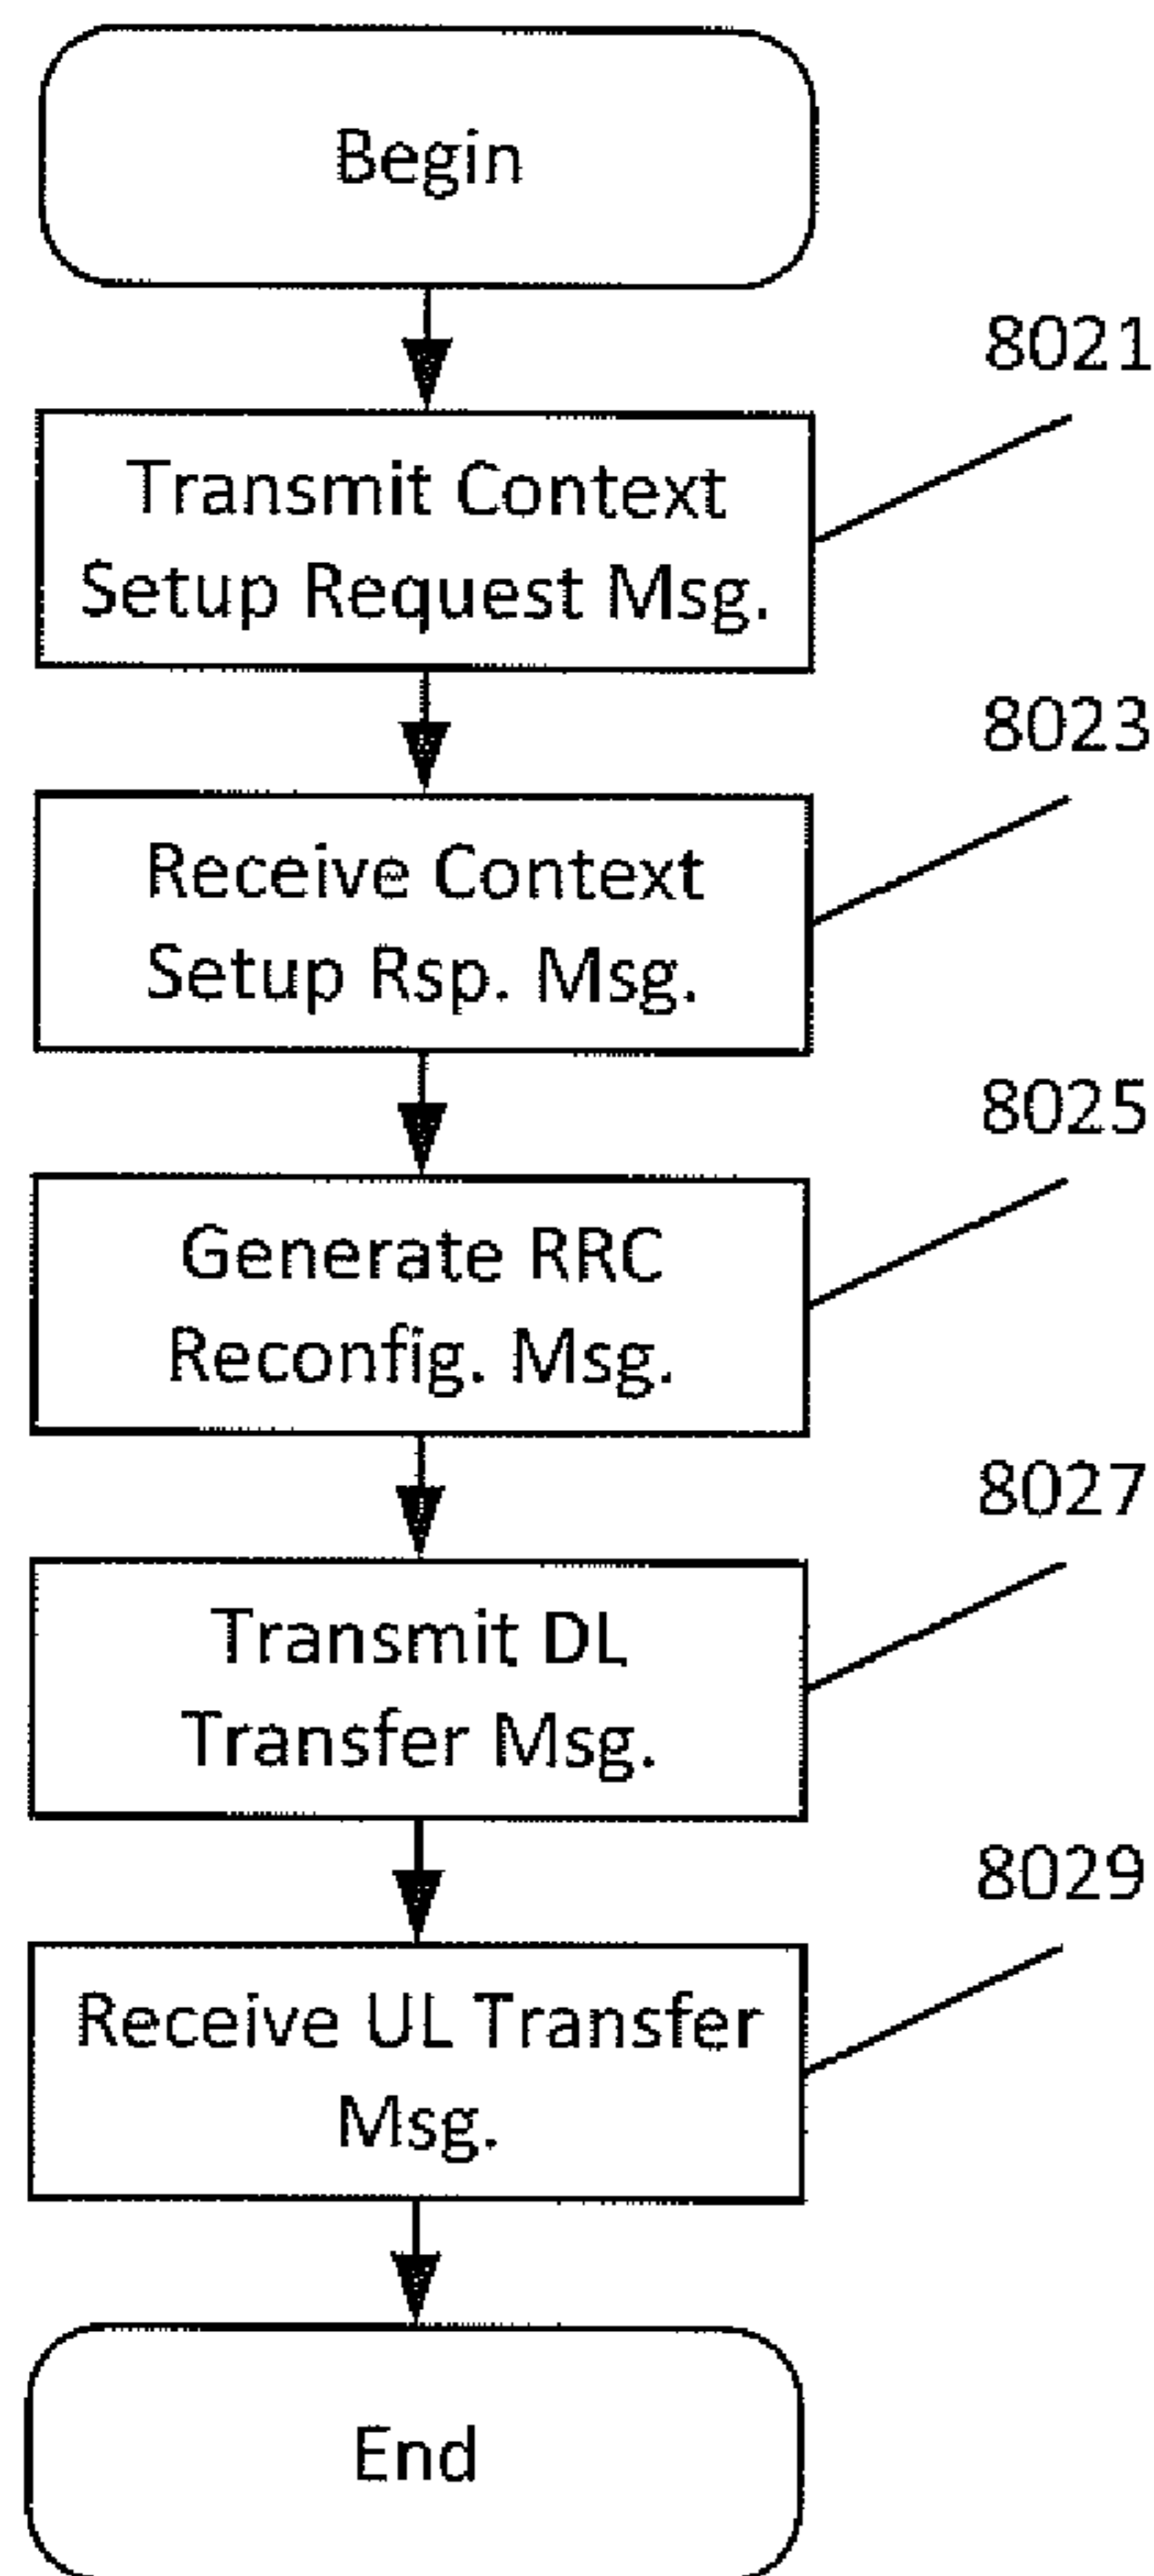 Begin
8021
Transmit Context
Setup Request Msg.
8023
Receive Context
Setup Rsp. Msg.
8025
Generate RRC
Reconfig. Msg.
8027
Transmit DL
Transfer Msg.
8029
Receive UL Transfer
Msg.
End